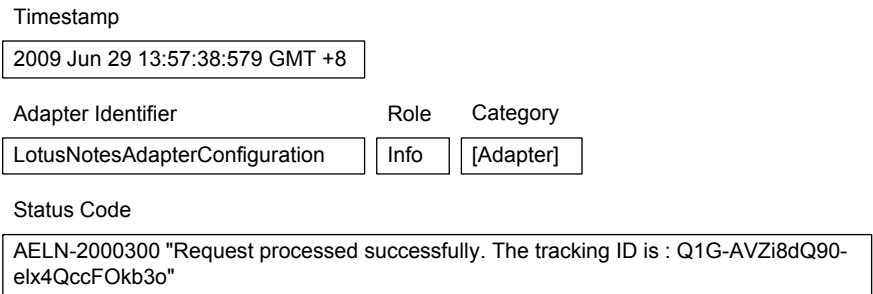 Timestamp
2009 Jun 29 13:57:38:579 GMT +8
Adapter Identifier Role Category
LotusNotesAdapterConfiguration Info [Adapter]
Status Code
AELN-2000300 "Request processed successfully. The tracking ID is : Q1G-AVZi8dQ90-
elx4QccFOkb3o"